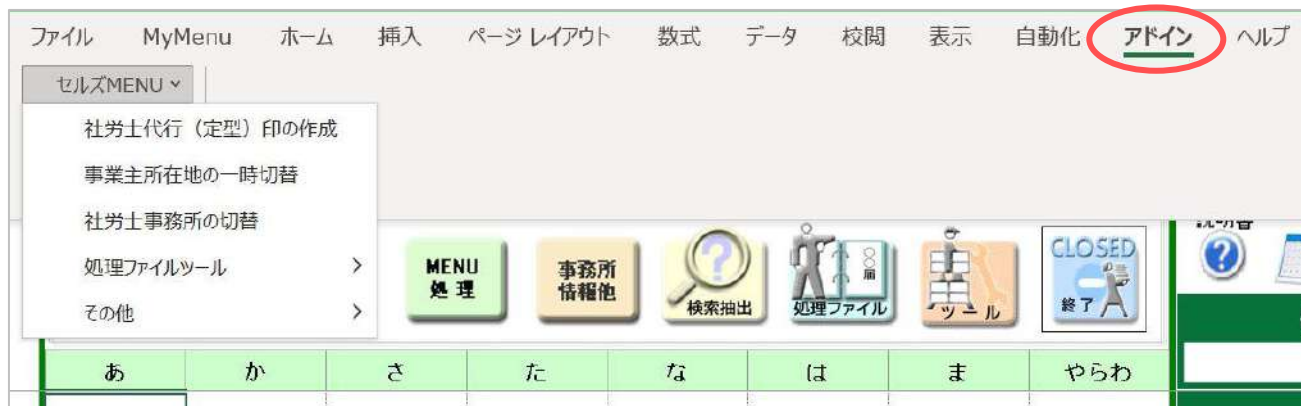 ファイル MyMenu ホーム 挿入 ページ レイアウト 数式 データ 校閲 表示 自動化 アドイン ヘルプ
セルズMENU
社労士代行（定型）印の作成
事業主所在地の一時切替
社労士事務所の切替
処理ファイルツール
その他
MENU
処 理
事務所
情報他
?
検索抽出
○○届
処理ファイル
ツール
CLOSED
終了
説明書
?
あ か さ た な は ま やらわ